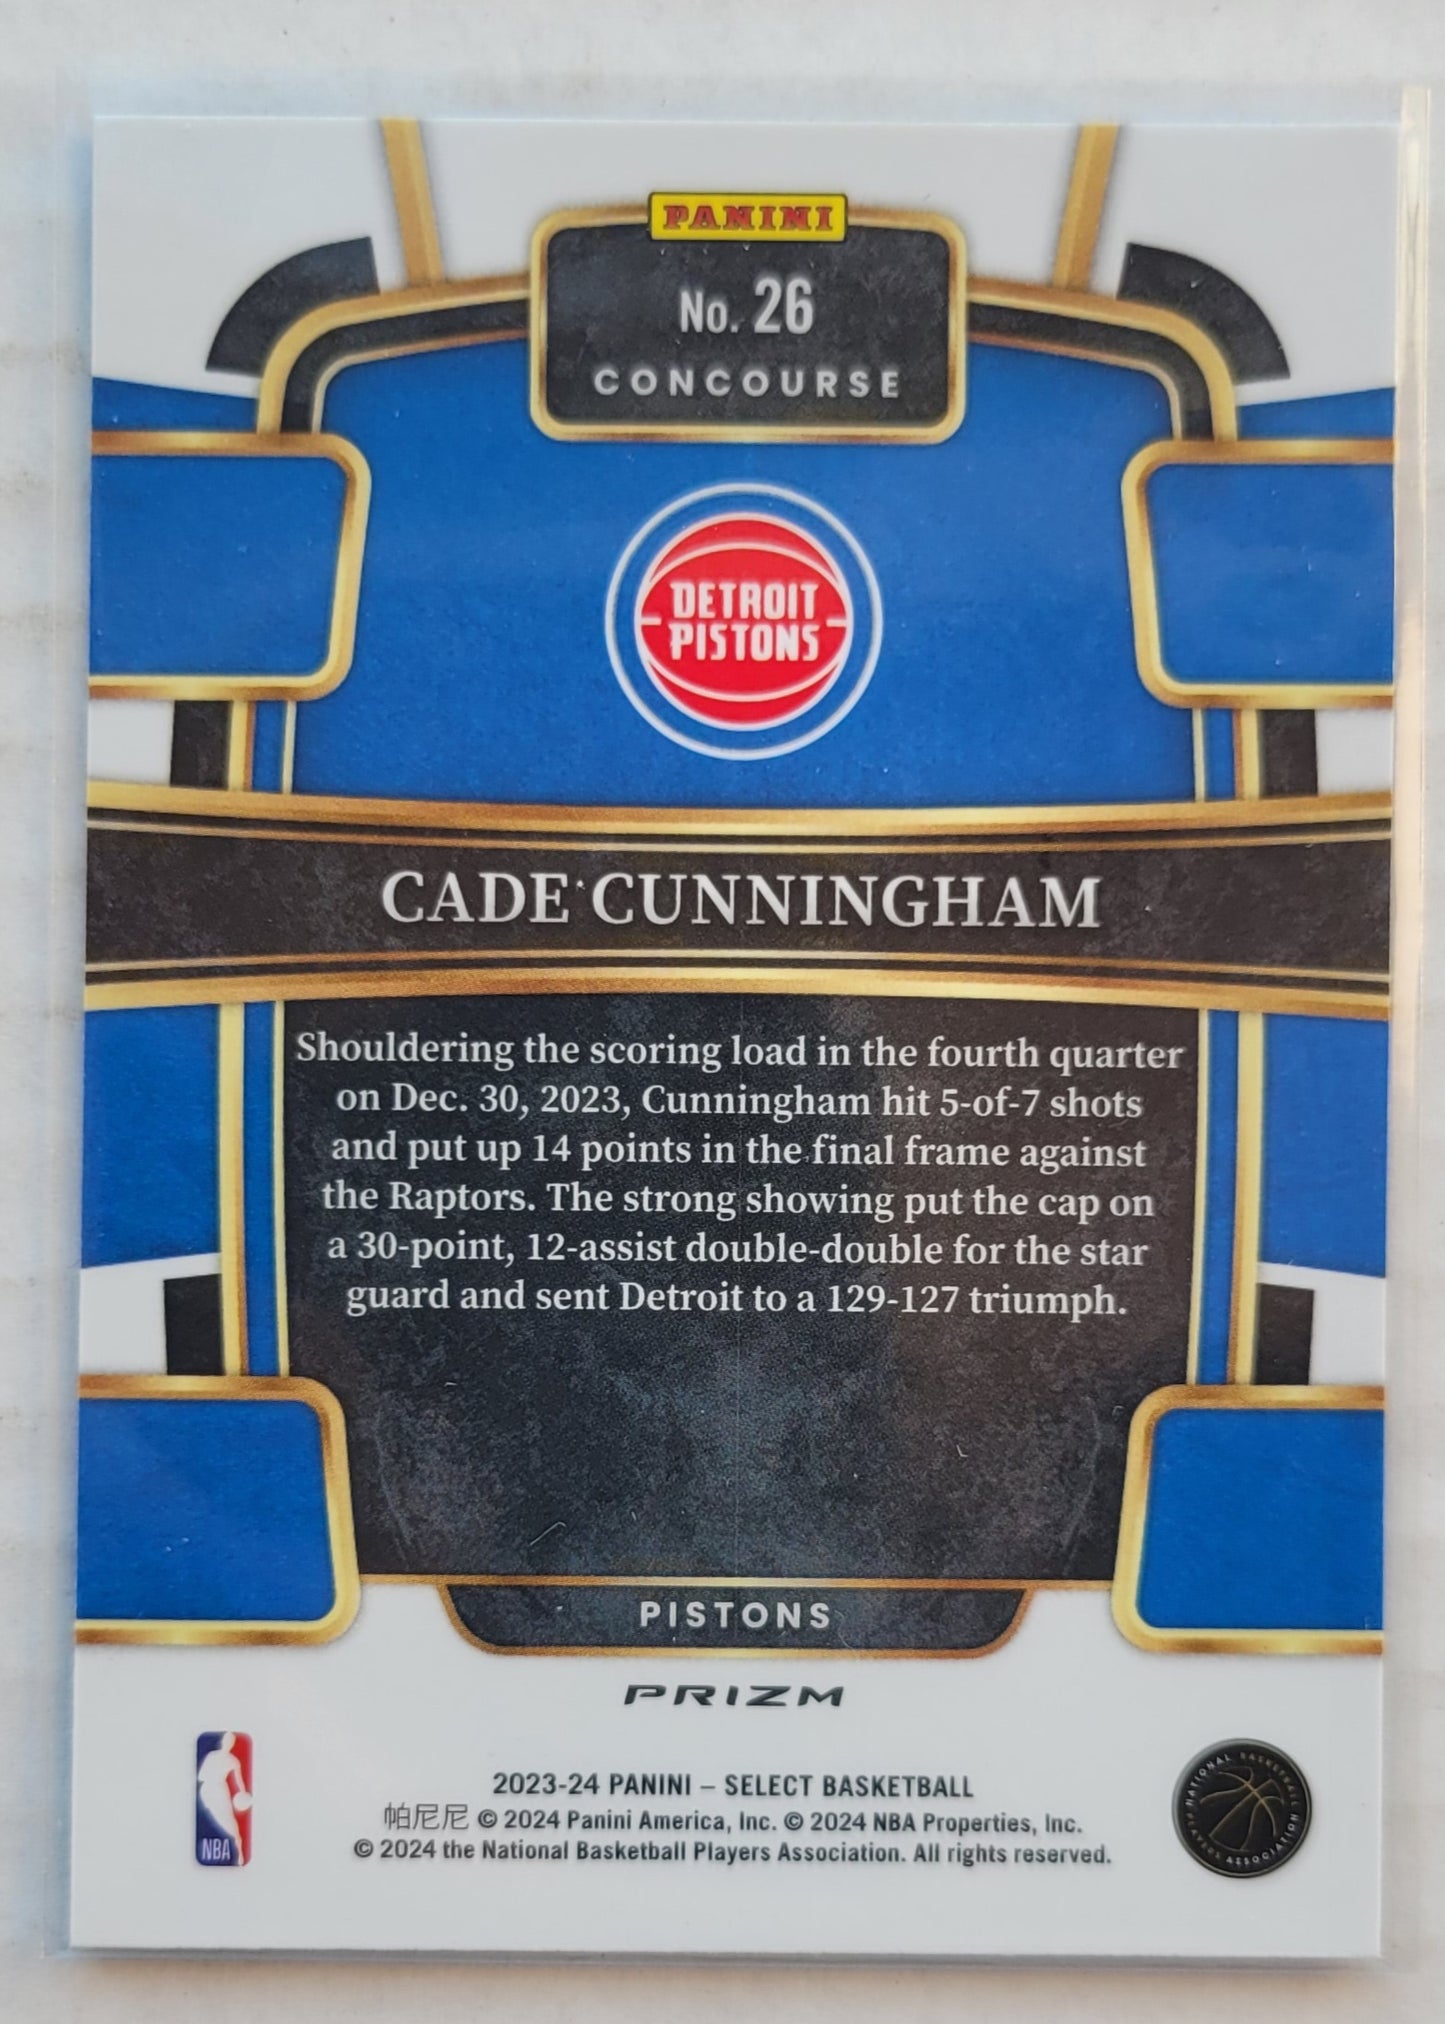 PANINI
No. 26
CONCOURSE
DETROIT
PISTONS
CADE CUNNINGHAM
Shouldering the scoring load in the fourth quarter
on Dec. 30, 2023, Cunningham hit 5-of-7 shots
and put up 14 points in the final frame against
the Raptors. The strong showing put the cap on
a 30-point, 12-assist double-double for the star
guard and sent Detroit to a 129-127 triumph.
PISTONS
PRIZM
2023-24 PANINI – SELECT BASKETBALL
帕尼尼 © 2024 Panini America, Inc. © 2024 NBA Properties, Inc.
© 2024 the National Basketball Players Association. All rights reserved.
NBA
NATIONAL BASKETBALL
PLAYERS ASSOCIATION